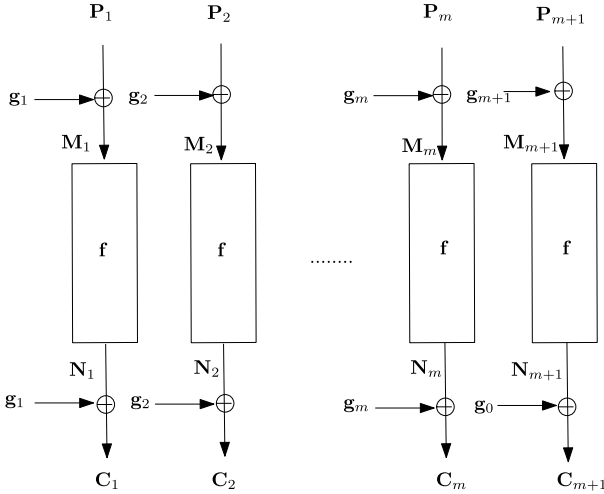 P₁ P₂ Pₘ Pₘ₊₁
g₁ g₂ gₘ gₘ₊₁
M₁ M₂ Mₘ Mₘ₊₁
f f ........ f f
N₁ N₂ Nₘ Nₘ₊₁
g₁ g₂ gₘ g₀
C₁ C₂ Cₘ Cₘ₊₁